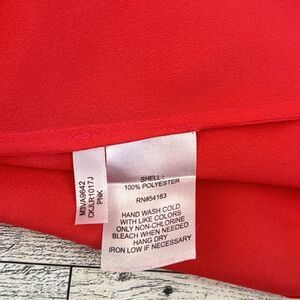 M3VA9642
CKJLR1017J
PNK
SHELL:
100% POLYESTER
RN#54163
HAND WASH COLD
WITH LIKE COLORS
ONLY NON-CHLORINE
BLEACH WHEN NEEDED
HANG DRY
IRON LOW IF NECESSARY